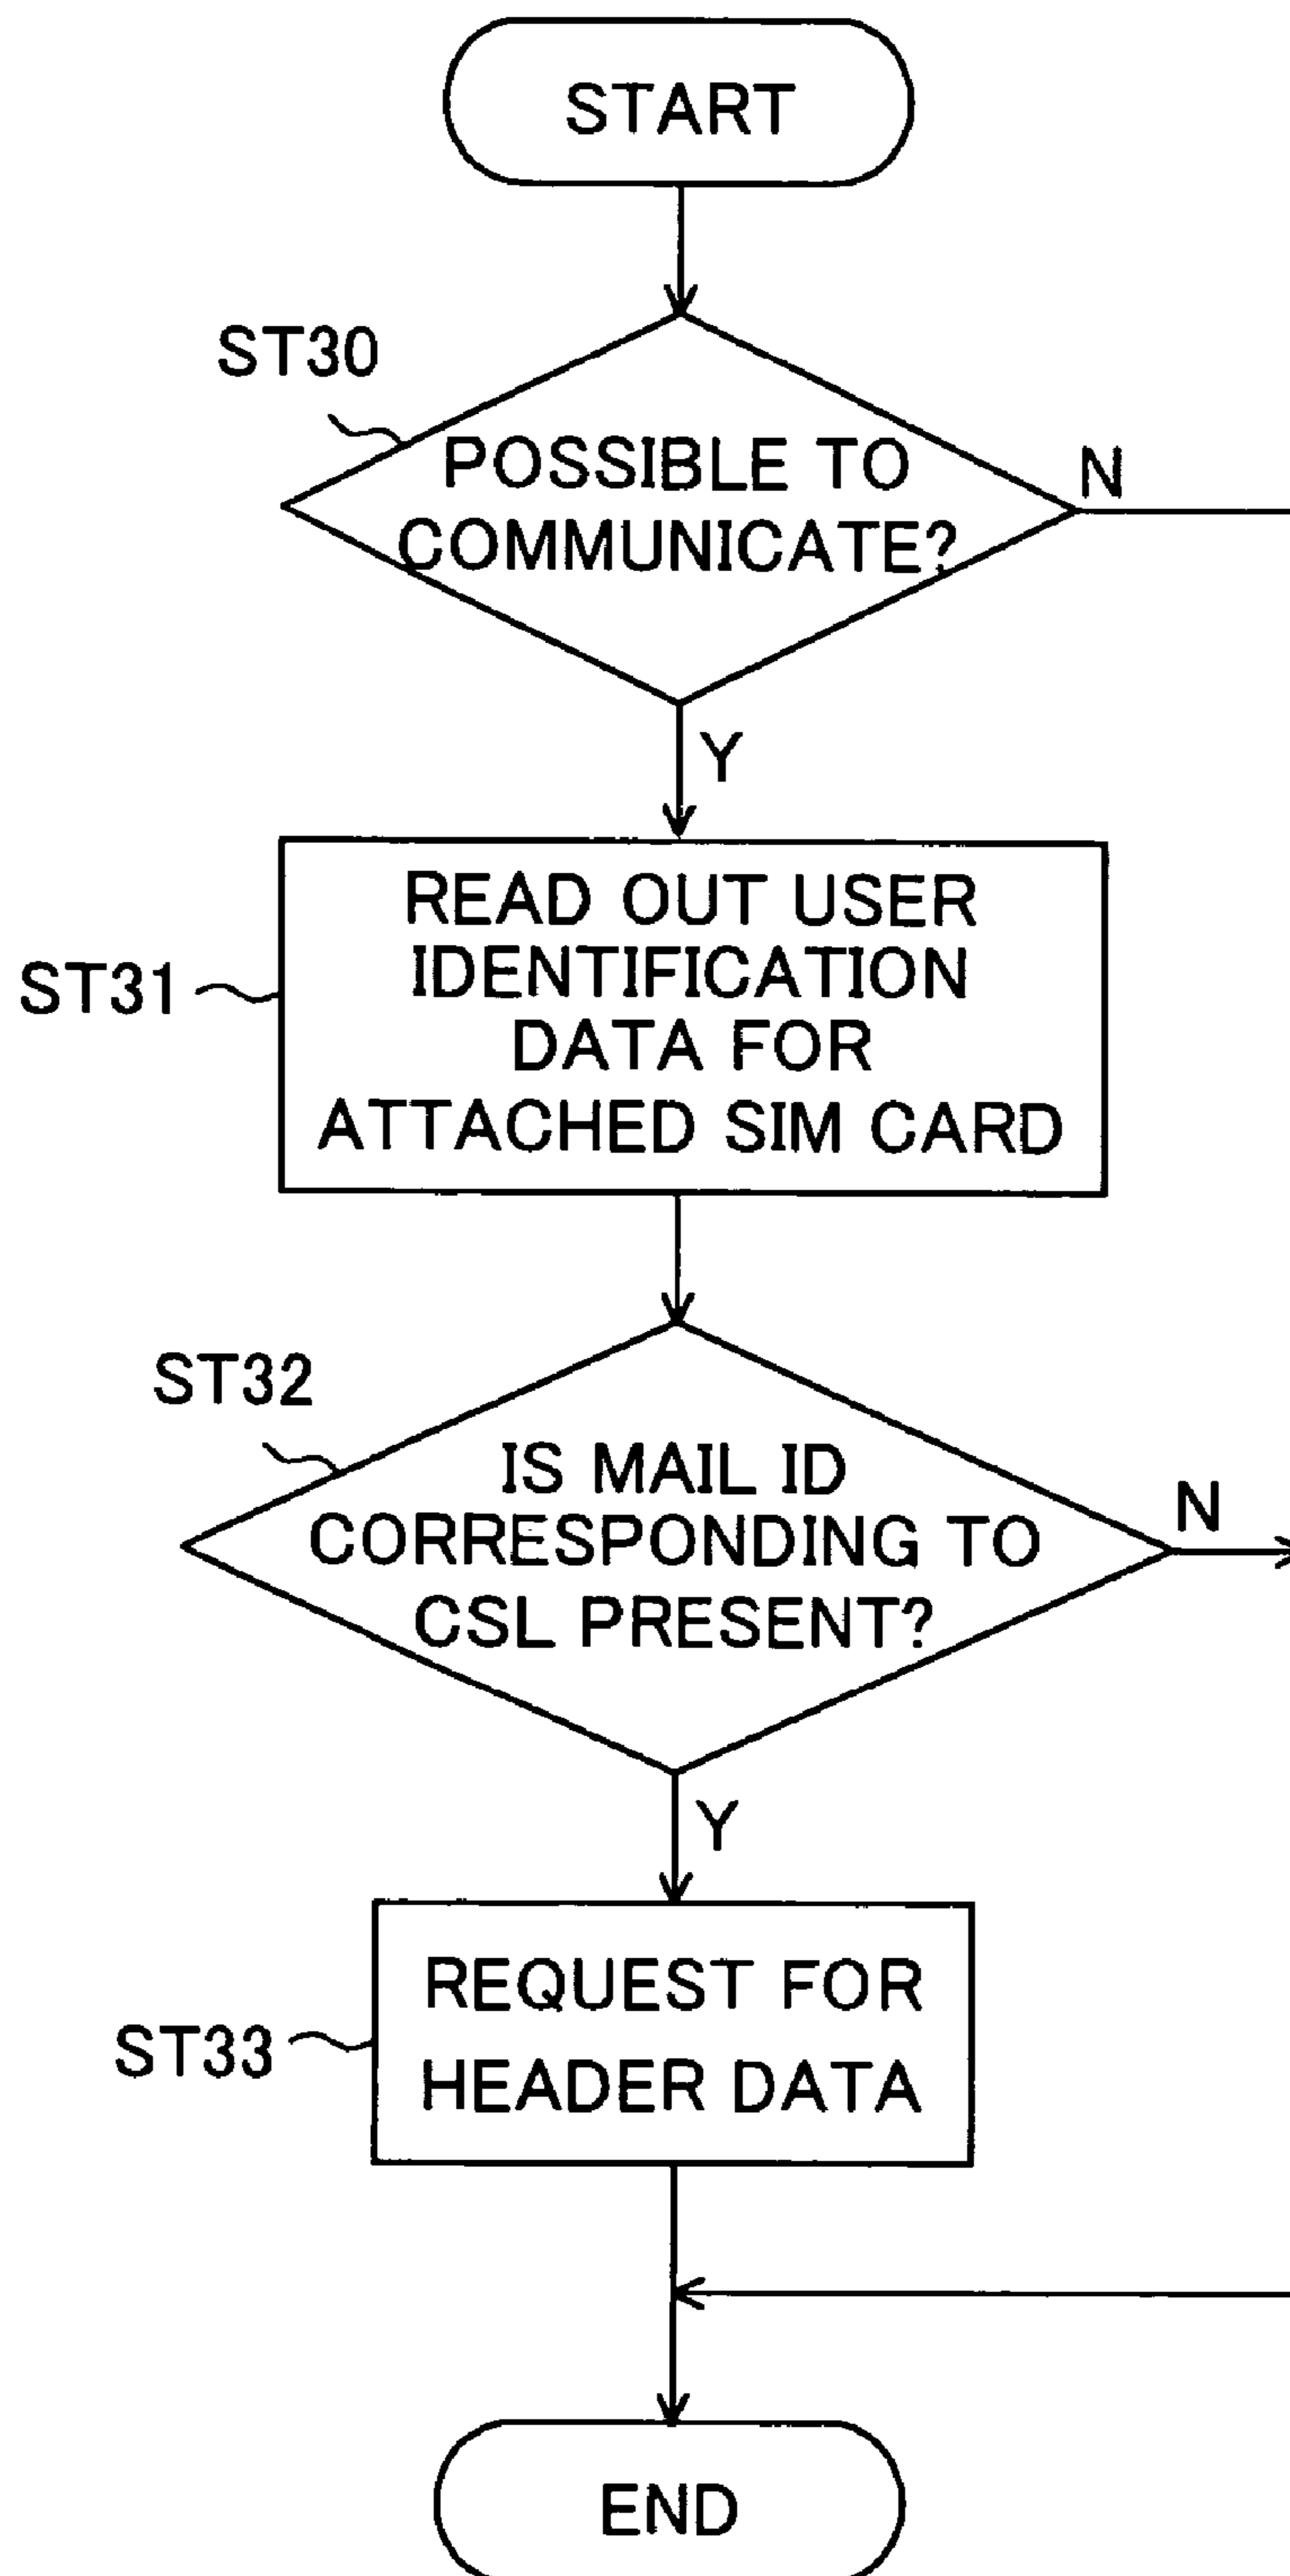 START
ST30
POSSIBLE TO
COMMUNICATE?
N
Y
READ OUT USER
IDENTIFICATION
DATA FOR
ATTACHED SIM CARD
ST31
ST32
IS MAIL ID
CORRESPONDING TO
CSL PRESENT?
N
Y
REQUEST FOR
HEADER DATA
ST33
END